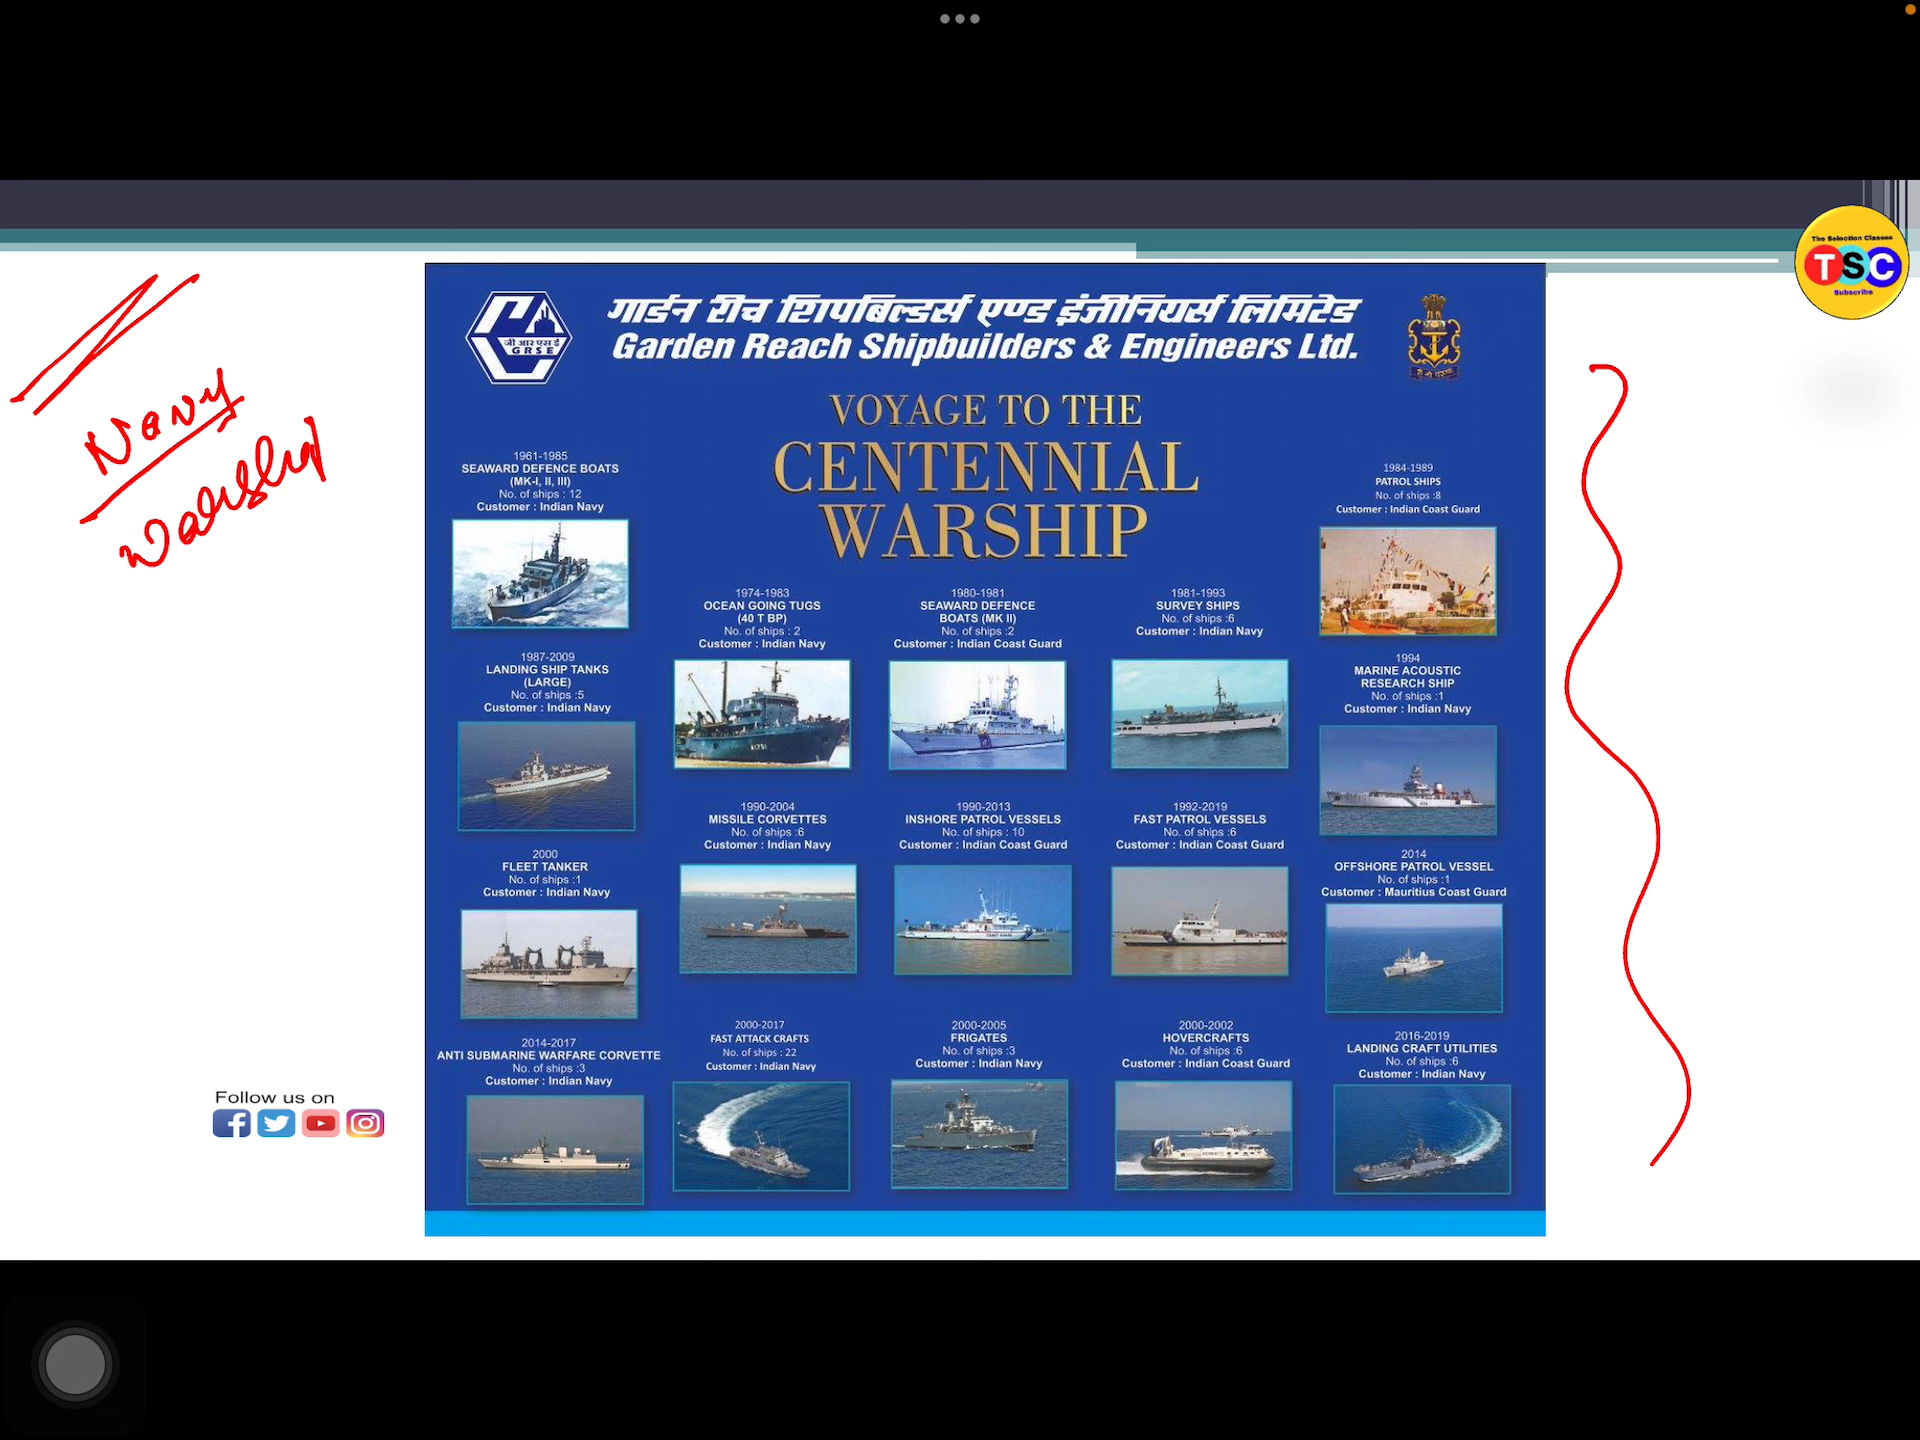 The Selection Classes
TSC
Subscribe
Navy
warship
जी आर एस ई
GRSE
गार्डन रीच शिपबिल्डर्स एण्ड इंजीनियर्स लिमिटेड
Garden Reach Shipbuilders & Engineers Ltd.
VOYAGE TO THE
CENTENNIAL
WARSHIP
1961-1985
SEAWARD DEFENCE BOATS
(MK-I, II, III)
No. of ships : 12
Customer : Indian Navy
1984-1989
PATROL SHIPS
No. of ships :8
Customer : Indian Coast Guard
1974-1983
OCEAN GOING TUGS
(40 T BP)
No. of ships : 2
Customer : Indian Navy
1980-1981
SEAWARD DEFENCE
BOATS (MK II)
No. of ships :2
Customer : Indian Coast Guard
1981-1993
SURVEY SHIPS
No. of ships :6
Customer : Indian Navy
1987-2009
LANDING SHIP TANKS
(LARGE)
No. of ships :5
Customer : Indian Navy
1994
MARINE ACOUSTIC
RESEARCH SHIP
No. of ships :1
Customer : Indian Navy
A1751
1990-2004
MISSILE CORVETTES
No. of ships :6
Customer : Indian Navy
1990-2013
INSHORE PATROL VESSELS
No. of ships : 10
Customer : Indian Coast Guard
1992-2019
FAST PATROL VESSELS
No. of ships :6
Customer : Indian Coast Guard
2000
FLEET TANKER
No. of ships :1
Customer : Indian Navy
2014
OFFSHORE PATROL VESSEL
No. of ships :1
Customer : Mauritius Coast Guard
COAST GUARD
2014-2017
ANTI SUBMARINE WARFARE CORVETTE
No. of ships :3
Customer : Indian Navy
2000-2017
FAST ATTACK CRAFTS
No. of ships : 22
Customer : Indian Navy
2000-2005
FRIGATES
No. of ships :3
Customer : Indian Navy
2000-2002
HOVERCRAFTS
No. of ships :6
Customer : Indian Coast Guard
2016-2019
LANDING CRAFT UTILITIES
No. of ships :6
Customer : Indian Navy
Follow us on